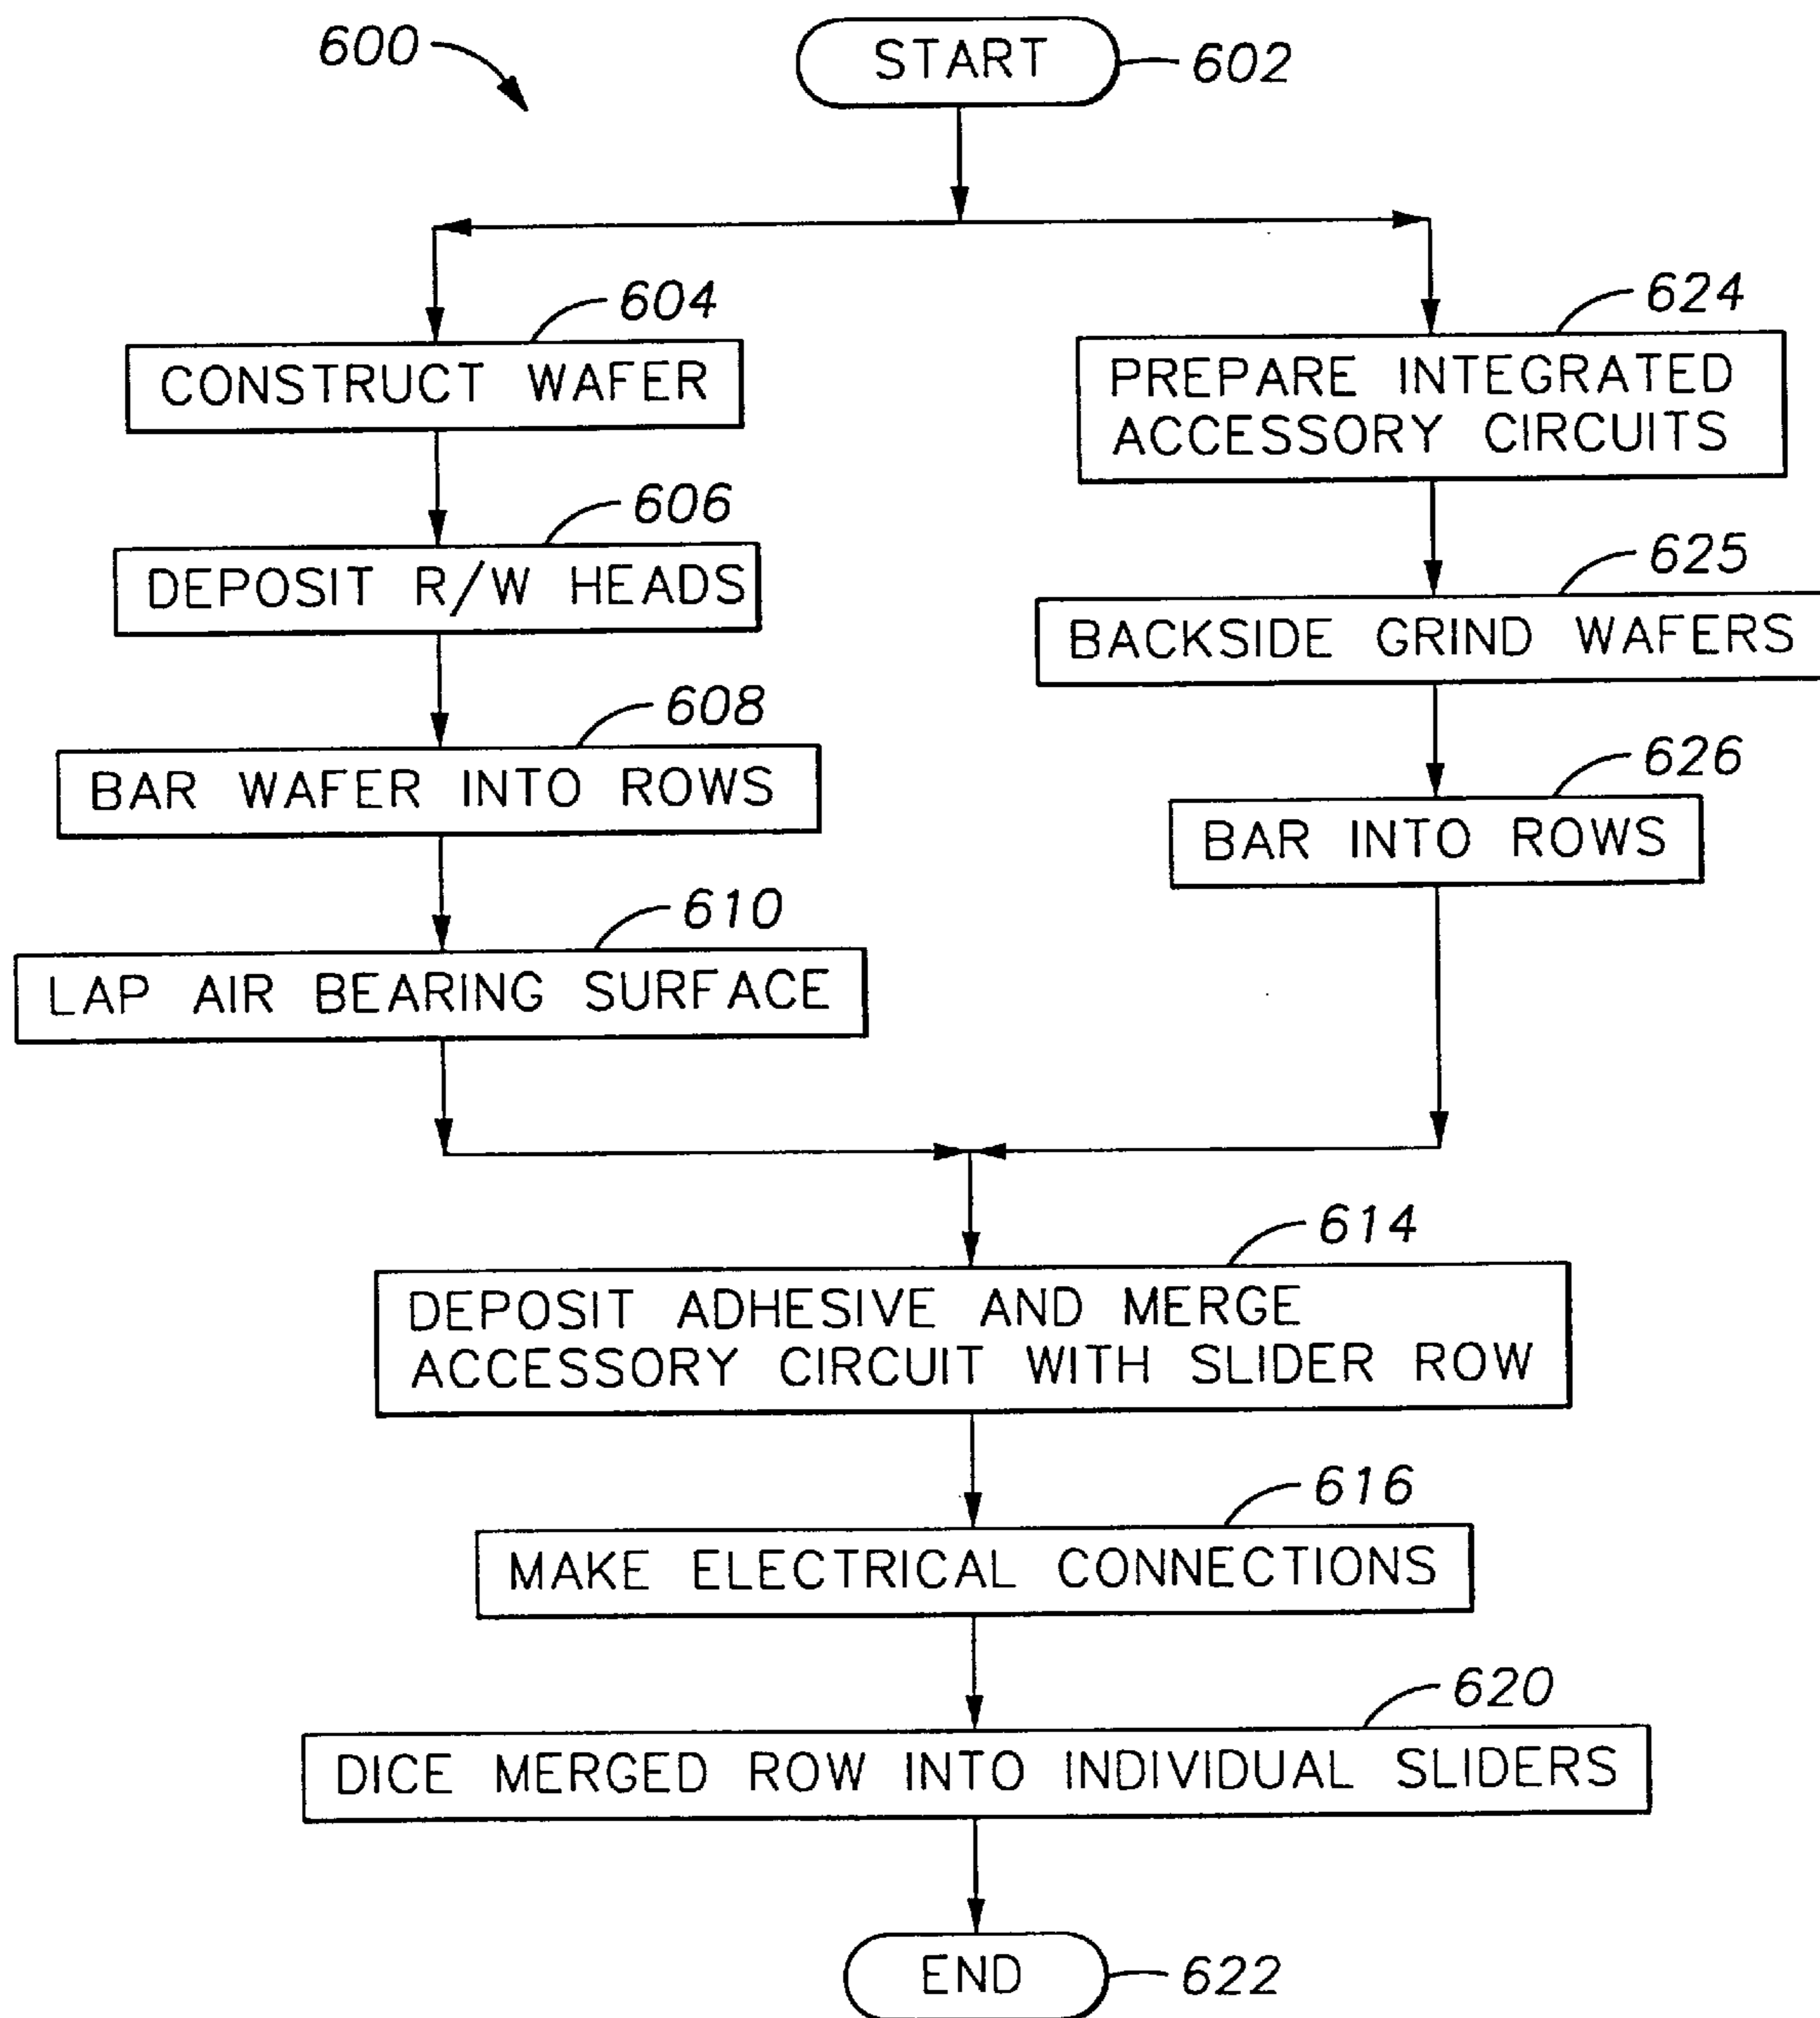 600
START
602
604
CONSTRUCT WAFER
606
DEPOSIT R/W HEADS
608
BAR WAFER INTO ROWS
610
LAP AIR BEARING SURFACE
624
PREPARE INTEGRATED
ACCESSORY CIRCUITS
625
BACKSIDE GRIND WAFERS
626
BAR INTO ROWS
614
DEPOSIT ADHESIVE AND MERGE
ACCESSORY CIRCUIT WITH SLIDER ROW
616
MAKE ELECTRICAL CONNECTIONS
620
DICE MERGED ROW INTO INDIVIDUAL SLIDERS
END
622